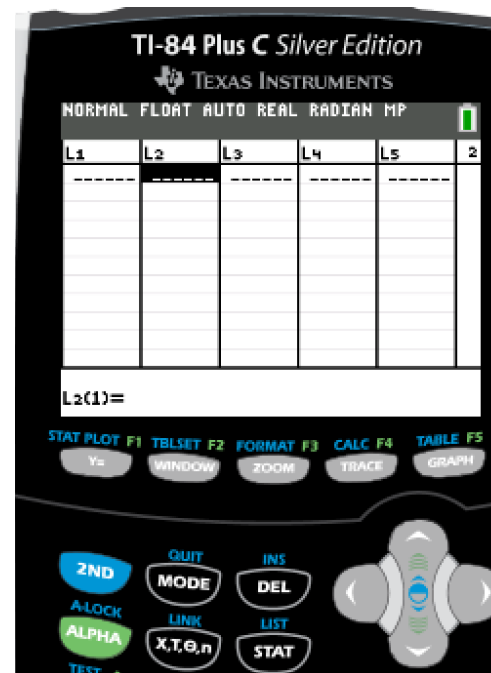 TI-84 Plus C Silver Edition
TEXAS INSTRUMENTS
NORMAL FLOAT AUTO REAL RADIAN MP
L1 L2 L3 L4 L5 2
------ ------ ------ ------ ------
L2(1)=
STAT PLOT F1 TBLSET F2 FORMAT F3 CALC F4 TABLE F5
Y= WINDOW ZOOM TRACE GRAPH
QUIT INS
2ND MODE DEL
A-LOCK LINK LIST
ALPHA X,T,Θ,n STAT
TEST